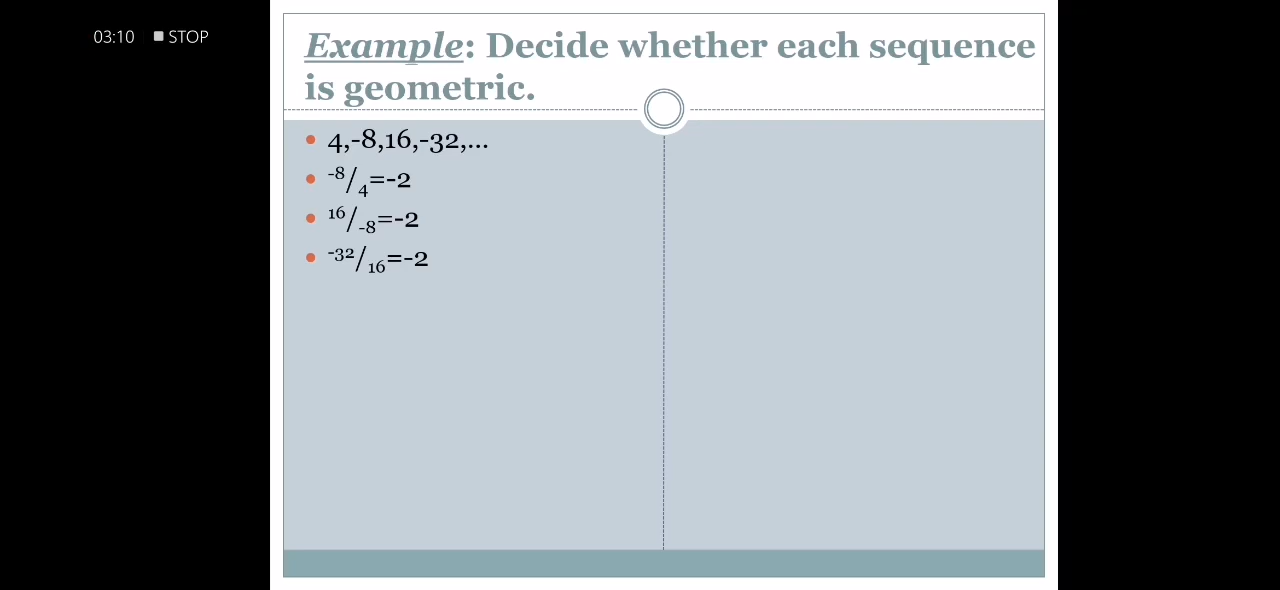 03:10 STOP
Example: Decide whether each sequence
is geometric.
4,-8,16,-32,...
-8/4=-2
16/-8=-2
-32/16=-2